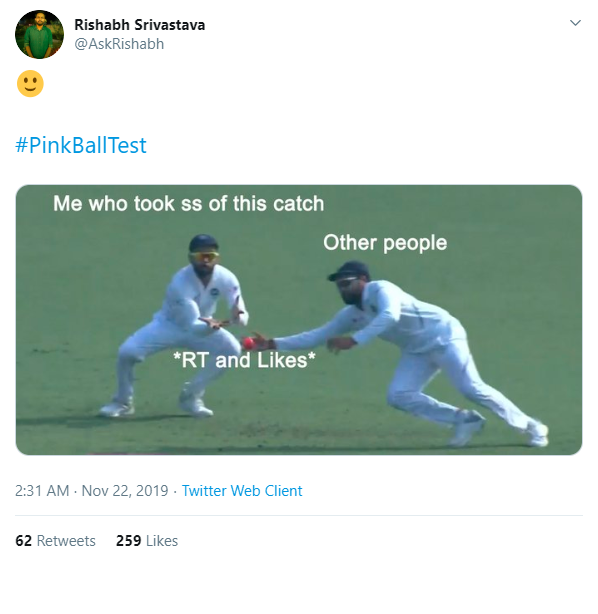 Rishabh Srivastava
@AskRishabh
🙂
#PinkBallTest
Me who took ss of this catch
Other people
*RT and Likes*
2:31 AM · Nov 22, 2019 · Twitter Web Client
62 Retweets 259 Likes